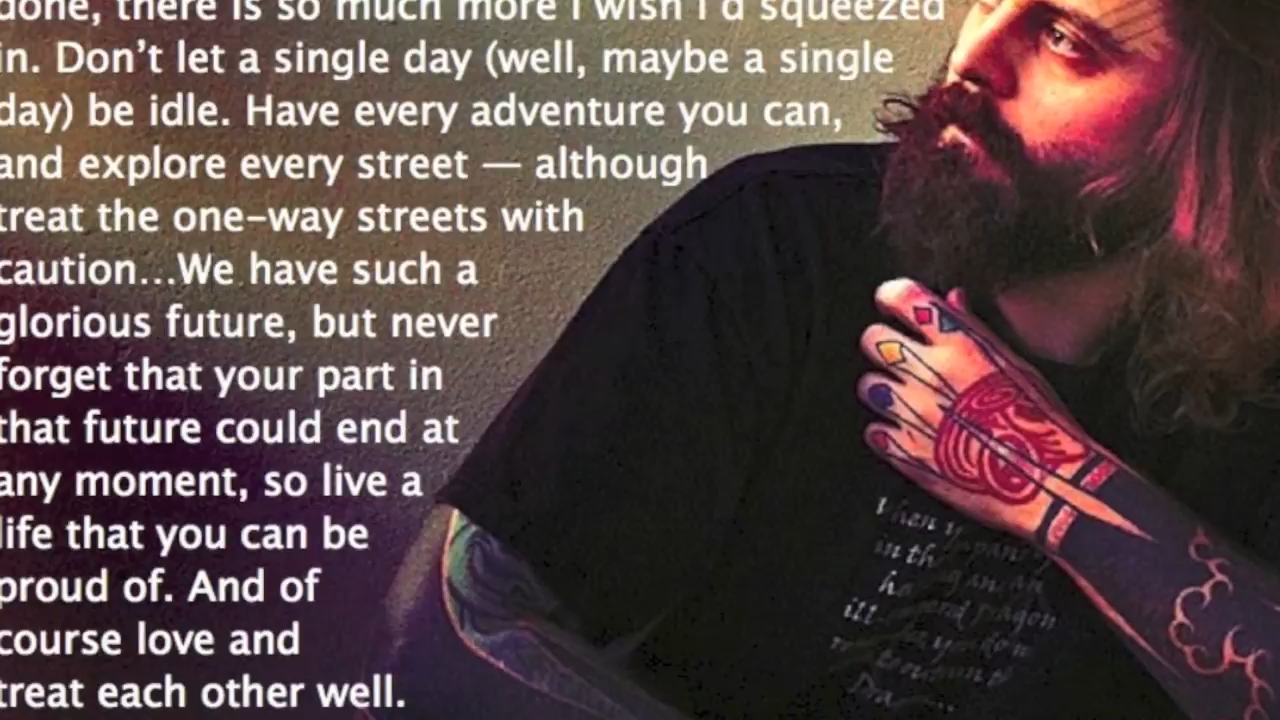 done, there is so much more I wish I'd squeezed
in. Don’t let a single day (well, maybe a single
day) be idle. Have every adventure you can,
and explore every street — although
treat the one–way streets with
caution...We have such a
glorious future, but never
forget that your part in
that future could end at
any moment, so live a
life that you can be
proud of. And of
course love and
treat each other well.